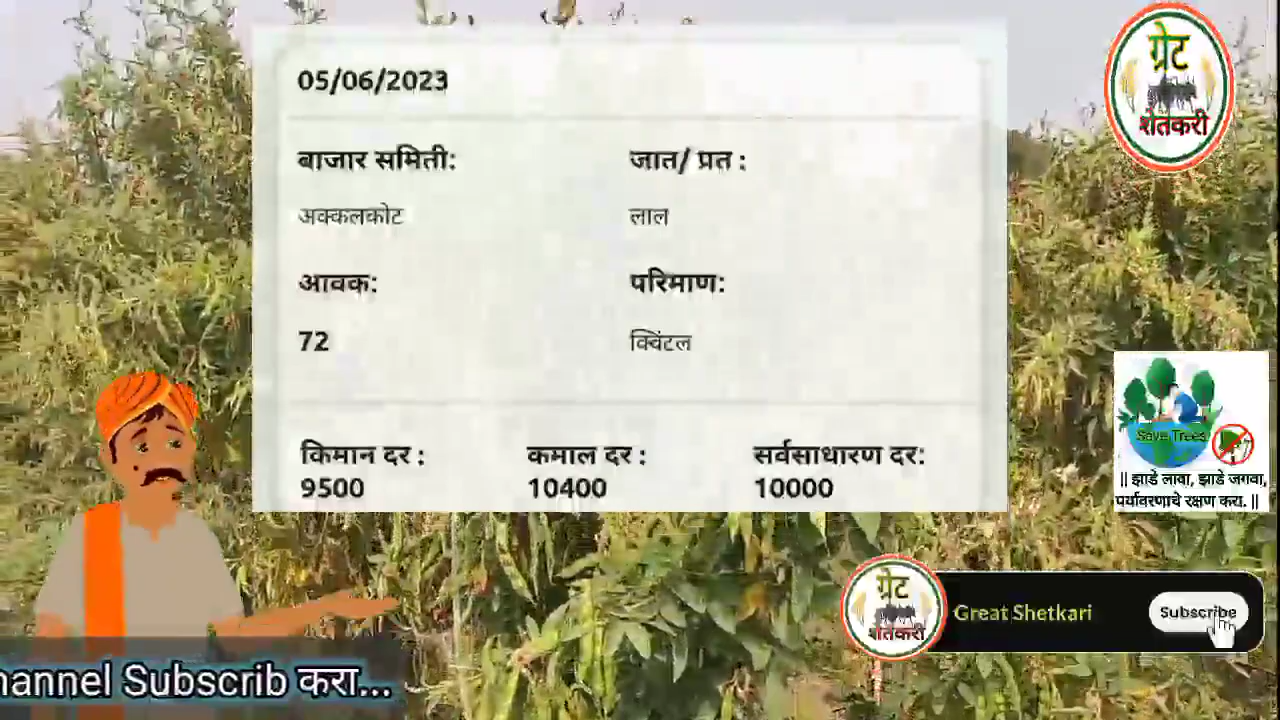 05/06/2023
बाजार समिती:
जात/ प्रत :
अक्कलकोट
लाल
आवक:
परिमाण:
72
क्विंटल
किमान दर :
कमाल दर :
सर्वसाधारण दर:
9500
10400
10000
ग्रेट
शेतकरी
Save Trees
|| झाडे लावा, झाडे जगवा,
पर्यावरणाचे रक्षण करा. ||
ग्रेट
शेतकरी
Great Shetkari
Subscribe
hannel Subscrib करा...